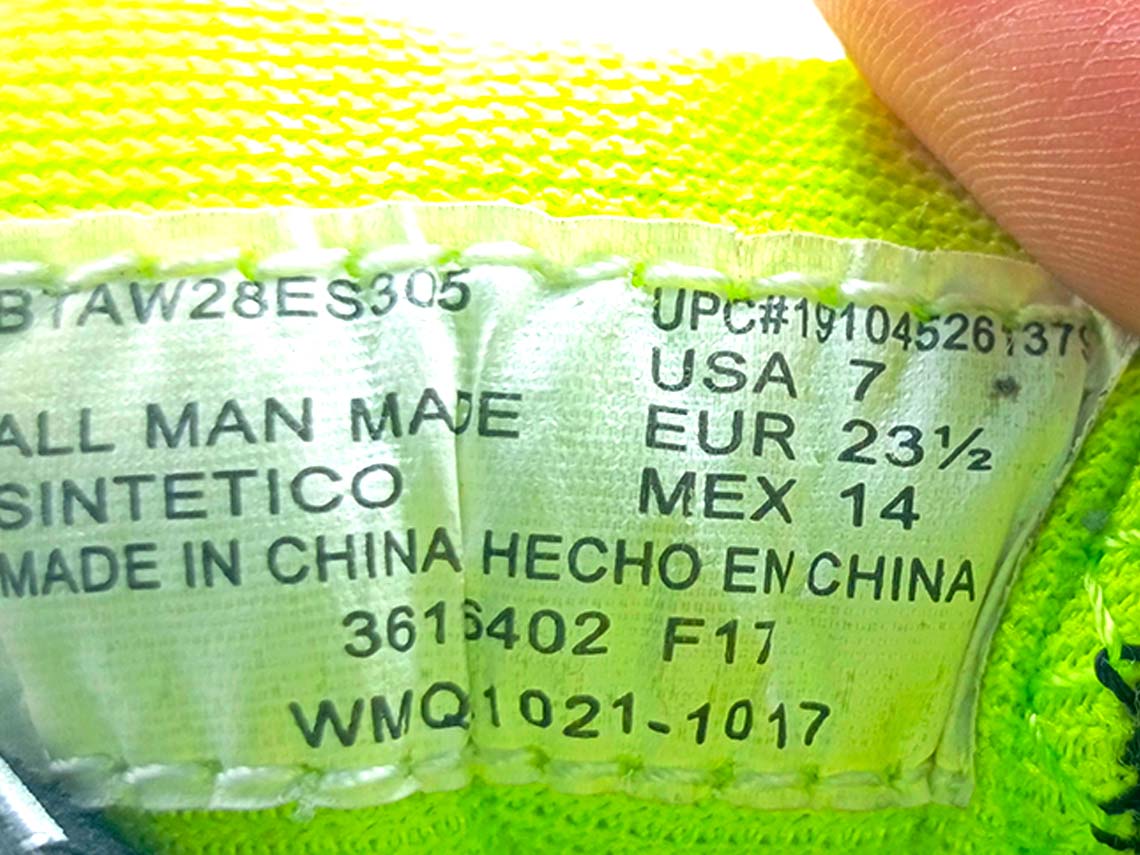 BTAW28ES305
UPC#19104526137
USA 7
ALL MAN MADE
EUR 23½
SINTETICO
MEX 14
MADE IN CHINA HECHO EN CHINA
3616402 F17
WMQ1021-1017